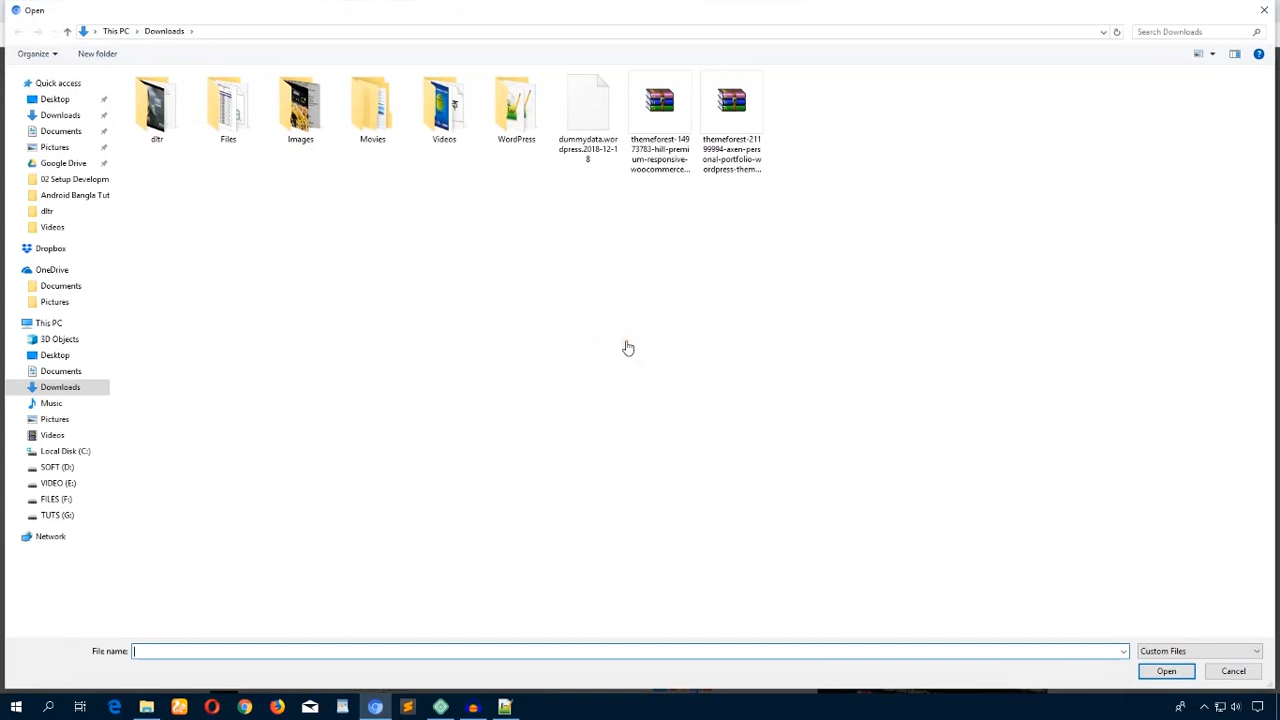 Open
This PC
Downloads
Search Downloads
Organize
New folder
Quick access
Desktop
Downloads
Documents
Pictures
Google Drive
02 Setup Developm
Android Bangla Tut
dltr
Videos
Dropbox
OneDrive
Documents
Pictures
This PC
3D Objects
Desktop
Documents
Downloads
Music
Pictures
Videos
Local Disk (C:)
SOFT (D:)
VIDEO (E:)
FILES (F:)
TUTS (G:)
Network
dltr
Files
Images
Movies
Videos
WordPress
dummydata.wo
rdpress.2018-12-1
8
themeforest-149
73783-hill-premi
um-responsive-
woocommerce...
themeforest-211
99994-axen-pers
onal-portfolio-w
ordpress-them...
File name:
Custom Files
Open
Cancel